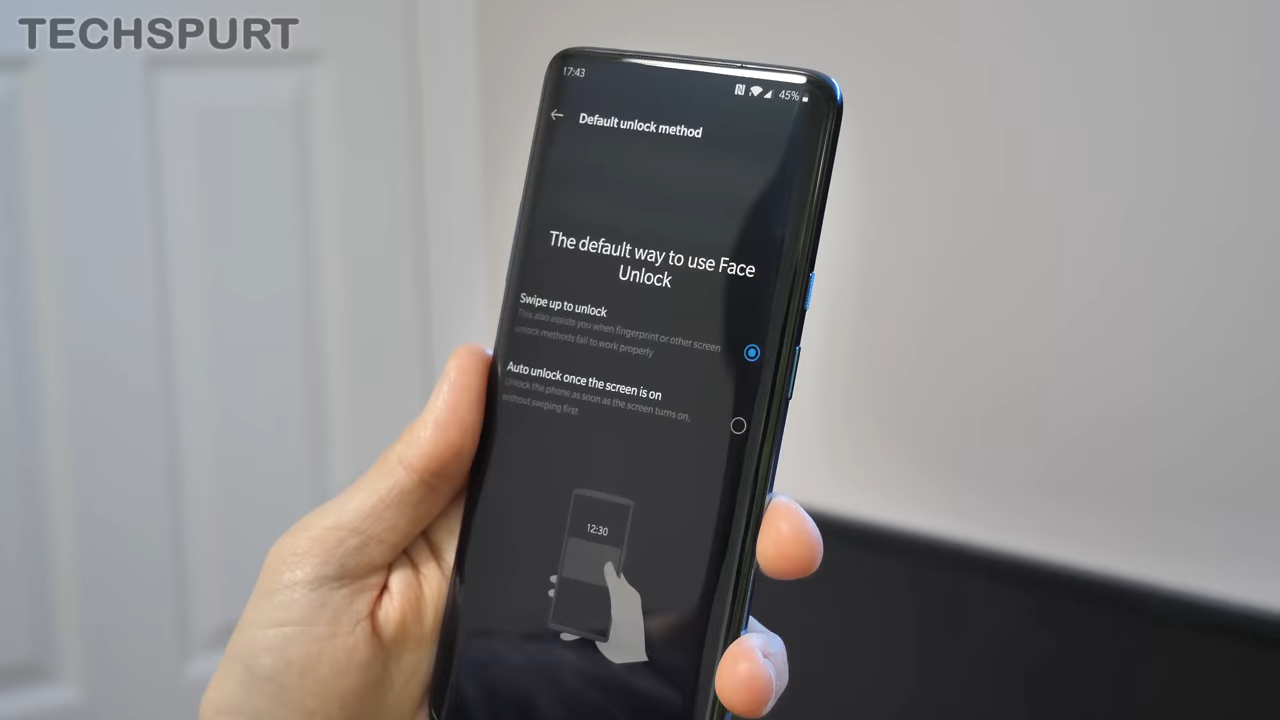 TECHSPURT
17:43
45%
Default unlock method
The default way to use Face
Unlock
Swipe up to unlock
This also assists you when fingerprint or other screen
unlock methods fail to work properly
Auto unlock once the screen is on
Unlock the phone as soon as the screen turns on,
without swiping first
12:30